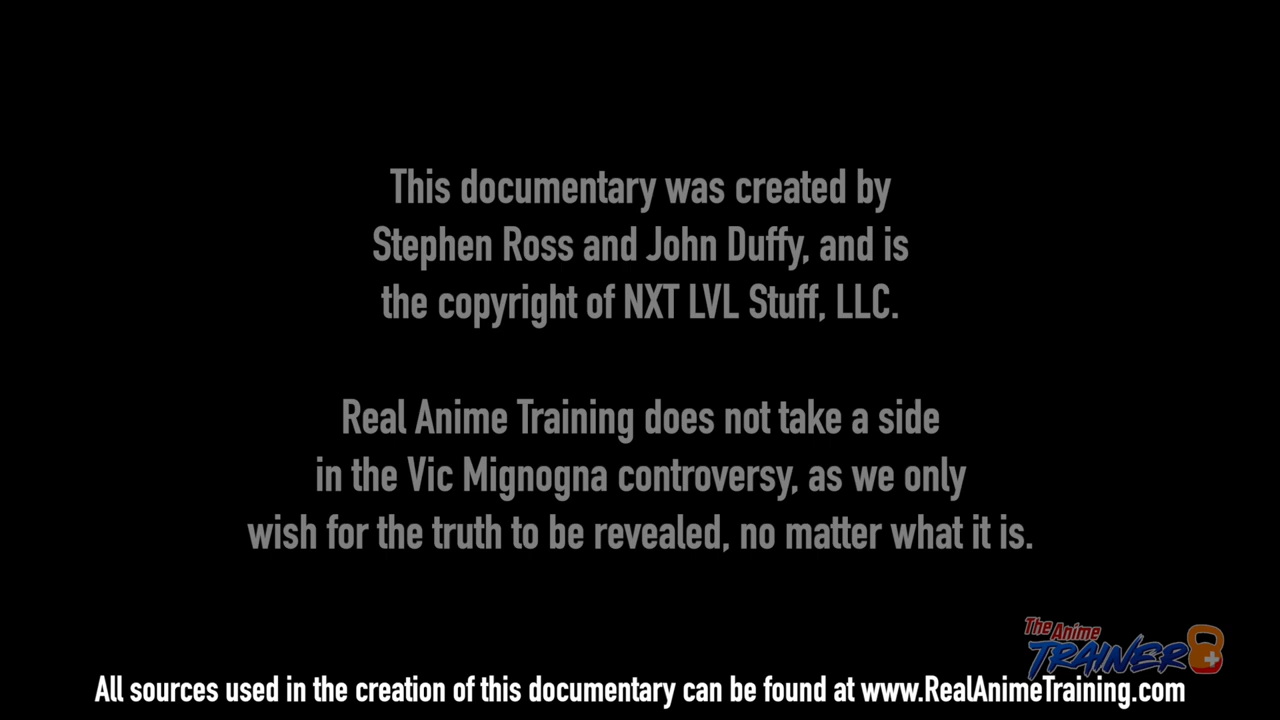 This documentary was created by
Stephen Ross and John Duffy, and is
the copyright of NXT LVL Stuff, LLC.
Real Anime Training does not take a side
in the Vic Mignogna controversy, as we only
wish for the truth to be revealed, no matter what it is.
The Anime
TRAINER
All sources used in the creation of this documentary can be found at www.RealAnimeTraining.com